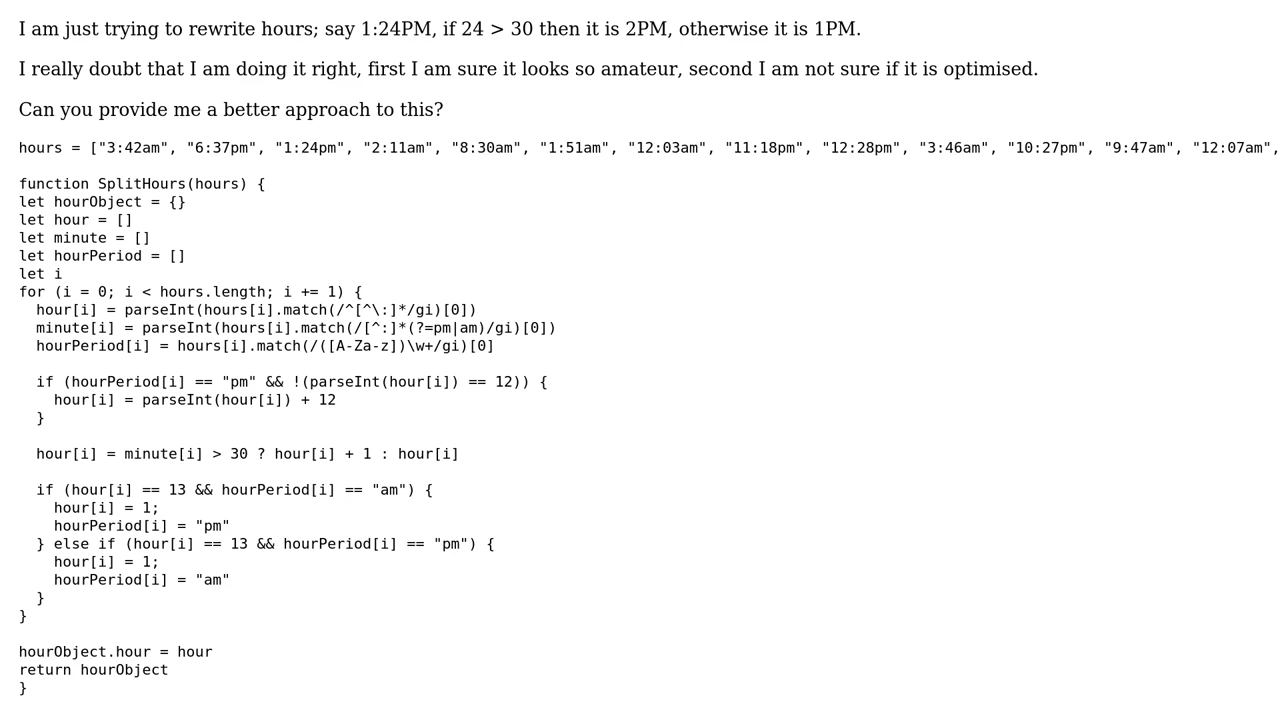 I am just trying to rewrite hours; say 1:24PM, if 24 > 30 then it is 2PM, otherwise it is 1PM.
I really doubt that I am doing it right, first I am sure it looks so amateur, second I am not sure if it is optimised.
Can you provide me a better approach to this?
hours = ["3:42am", "6:37pm", "1:24pm", "2:11am", "8:30am", "1:51am", "12:03am", "11:18pm", "12:28pm", "3:46am", "10:27pm", "9:47am", "12:07am",
function SplitHours(hours) {
let hourObject = {}
let hour = []
let minute = []
let hourPeriod = []
let i
for (i = 0; i < hours.length; i += 1) {
  hour[i] = parseInt(hours[i].match(/^[^\:]*/gi)[0])
  minute[i] = parseInt(hours[i].match(/[^:]*(?=pm|am)/gi)[0])
  hourPeriod[i] = hours[i].match(/([A-Za-z])\w+/gi)[0]
  if (hourPeriod[i] == "pm" && !(parseInt(hour[i]) == 12)) {
    hour[i] = parseInt(hour[i]) + 12
  }
  hour[i] = minute[i] > 30 ? hour[i] + 1 : hour[i]
  if (hour[i] == 13 && hourPeriod[i] == "am") {
    hour[i] = 1;
    hourPeriod[i] = "pm"
  } else if (hour[i] == 13 && hourPeriod[i] == "pm") {
    hour[i] = 1;
    hourPeriod[i] = "am"
  }
}
hourObject.hour = hour
return hourObject
}